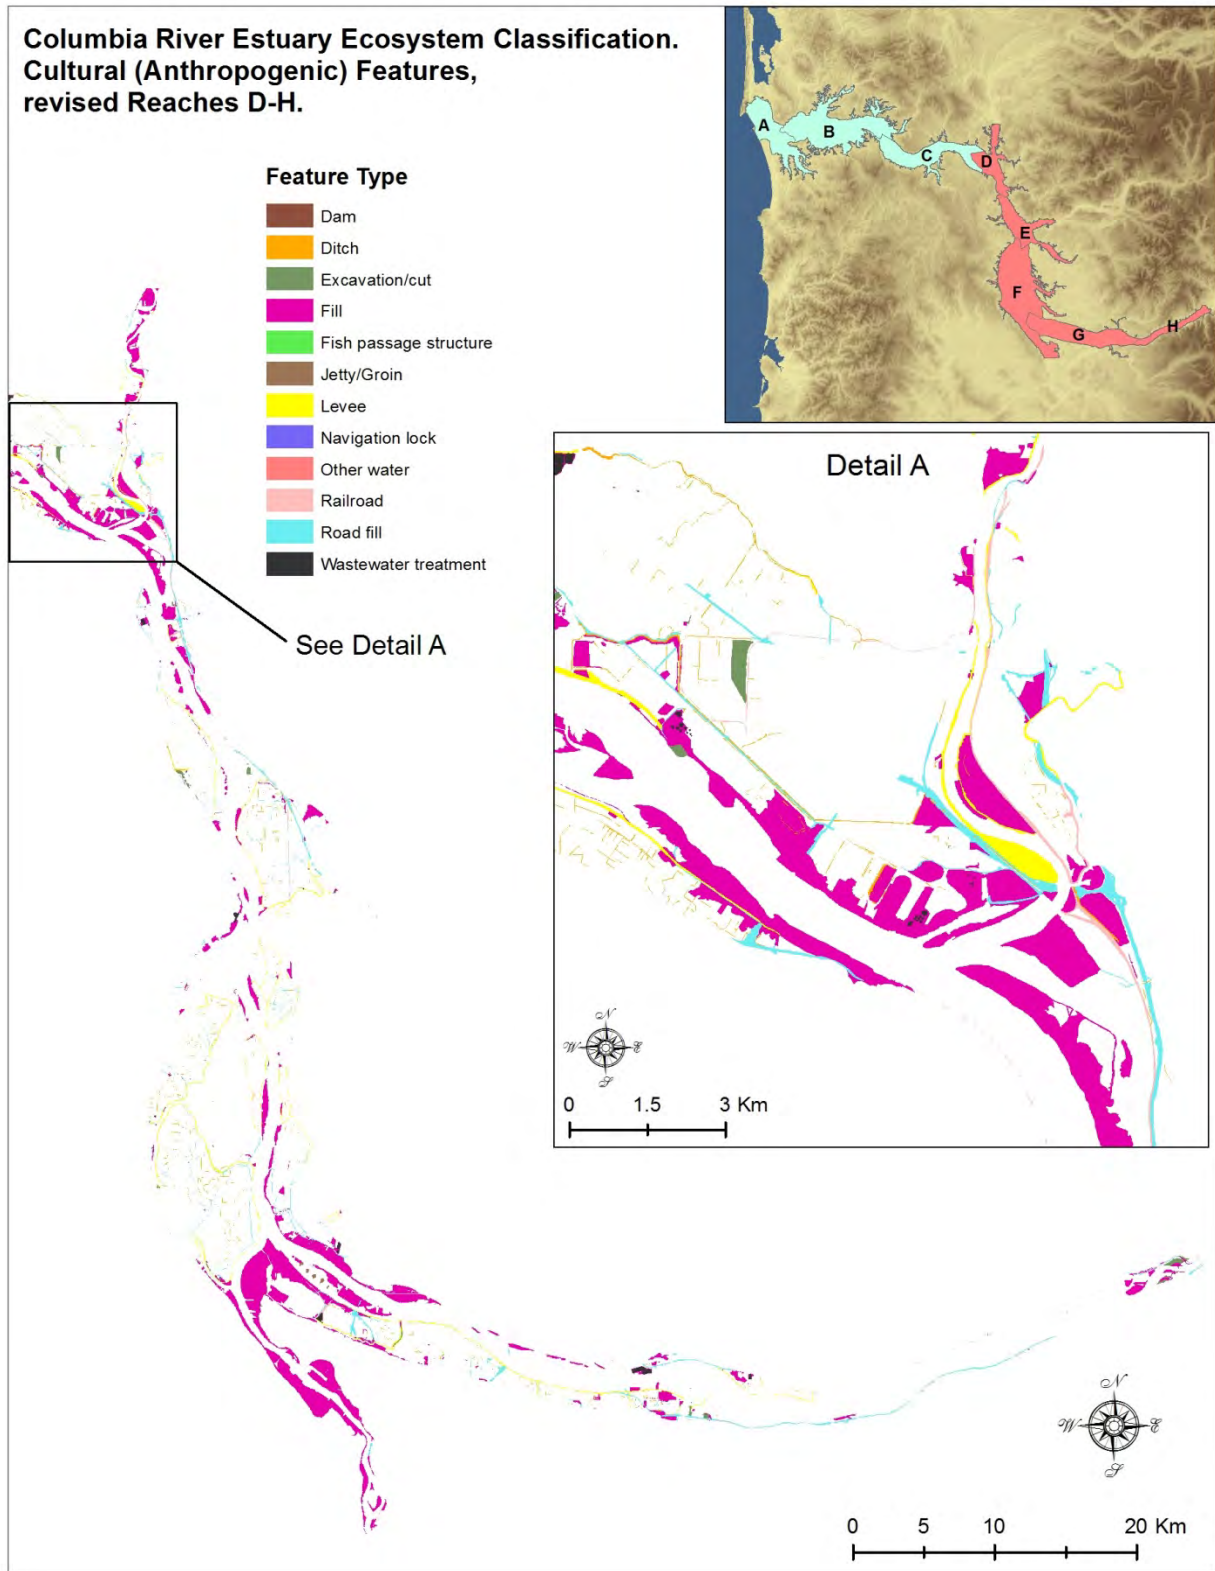 Columbia River Estuary Ecosystem Classification.
Cultural (Anthropogenic) Features,
revised Reaches D-H.
A
B
C
D
E
F
G
H
Feature Type
Dam
Ditch
Excavation/cut
Fill
Fish passage structure
Jetty/Groin
Levee
Navigation lock
Other water
Railroad
Road fill
Wastewater treatment
See Detail A
Detail A
N
W
E
S
0 1.5 3 Km
N
W
E
S
0 5 10 20 Km